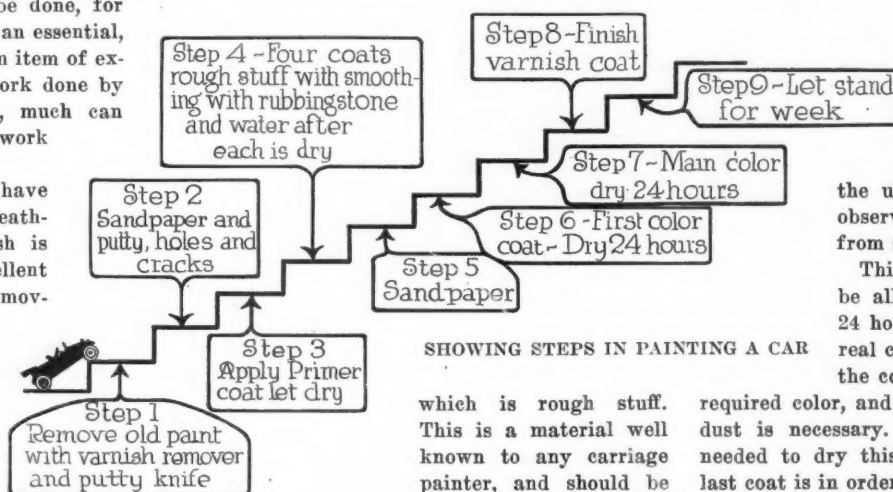 be done, for
an essential,
n item of ex-
ork done by
, much can
work
have
eath-
sh is
ellent
mov-
Step 1
Remove old paint
with varnish remover
and putty knife
Step 2
Sandpaper and
putty, holes and
cracks
Step 3
Apply Primer
coat let dry
Step 4 - Four coats
rough stuff with smooth-
ing with rubbingstone
and water after
each is dry
Step 5
Sandpaper
Step 6 - First color
coat - Dry 24 hours
Step 7 - Main color
dry 24 hours
Step 8 - Finish
varnish coat
Step 9 - Let stand
for week
SHOWING STEPS IN PAINTING A CAR
which is rough stuff.
This is a material well
known to any carriage
painter, and should be
the u
observ
from
Thi
be all
24 ho
real c
the co
required color, and
dust is necessary.
needed to dry this
last coat is in order